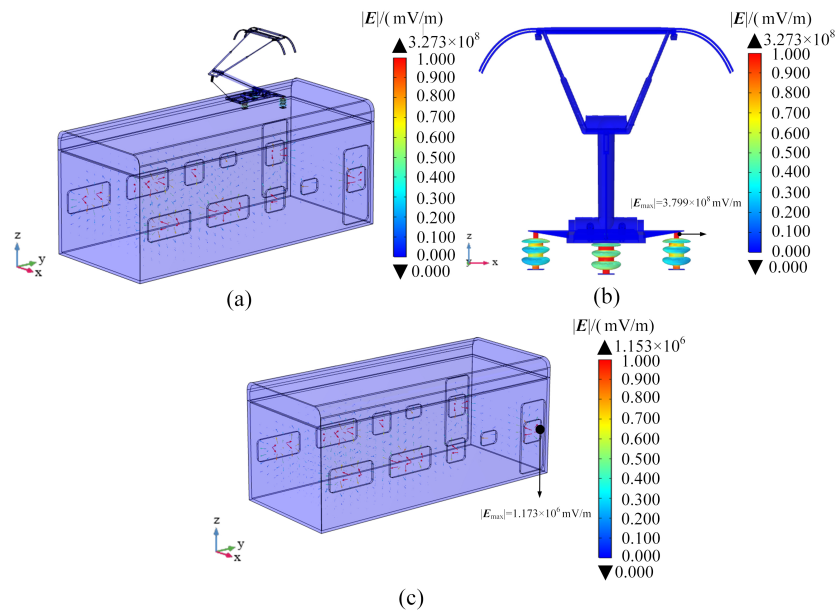 |E|/( mV/m)
3.273×10⁸
1.000
0.900
0.800
0.700
0.600
0.500
0.400
0.300
0.200
0.100
0.000
0.000
z
y
x
(a)
|E|/( mV/m)
3.273×10⁸
1.000
0.900
0.800
0.700
0.600
0.500
0.400
0.300
0.200
0.100
0.000
0.000
|Emax|=3.799×10⁸ mV/m
z
y
x
(b)
|E|/( mV/m)
1.153×10⁶
1.000
0.900
0.800
0.700
0.600
0.500
0.400
0.300
0.200
0.100
0.000
0.000
|Emax|=1.173×10⁶ mV/m
z
y
x
(c)